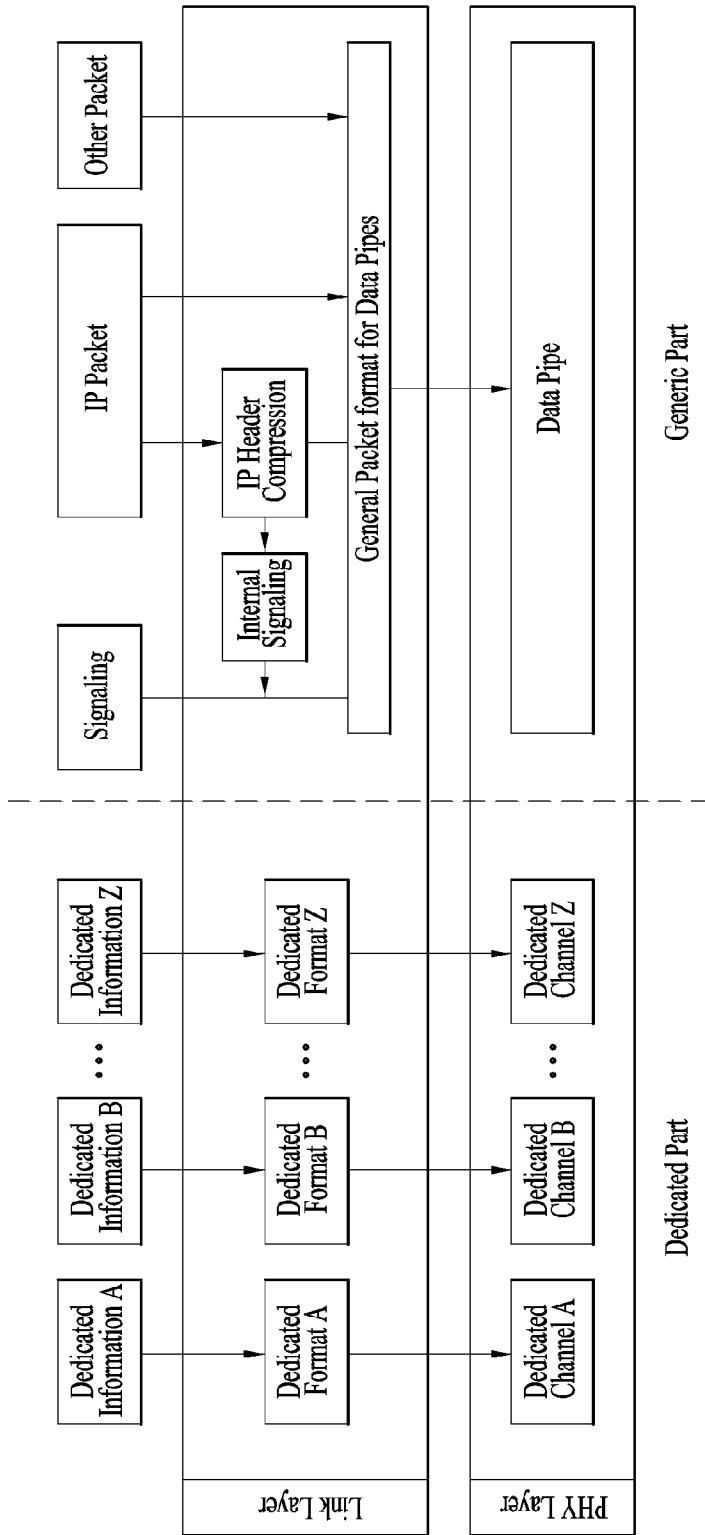 Dedicated
Information A
Dedicated
Information B
Dedicated
Information Z
Signaling
IP Packet
Other Packet
Link Layer
Dedicated
Format A
Dedicated
Format B
Dedicated
Format Z
Internal
Signaling
IP Header
Compression
General Packet format for Data Pipes
PHY Layer
Dedicated
Channel A
Dedicated
Channel B
Dedicated
Channel Z
Data Pipe
Dedicated Part
Generic Part